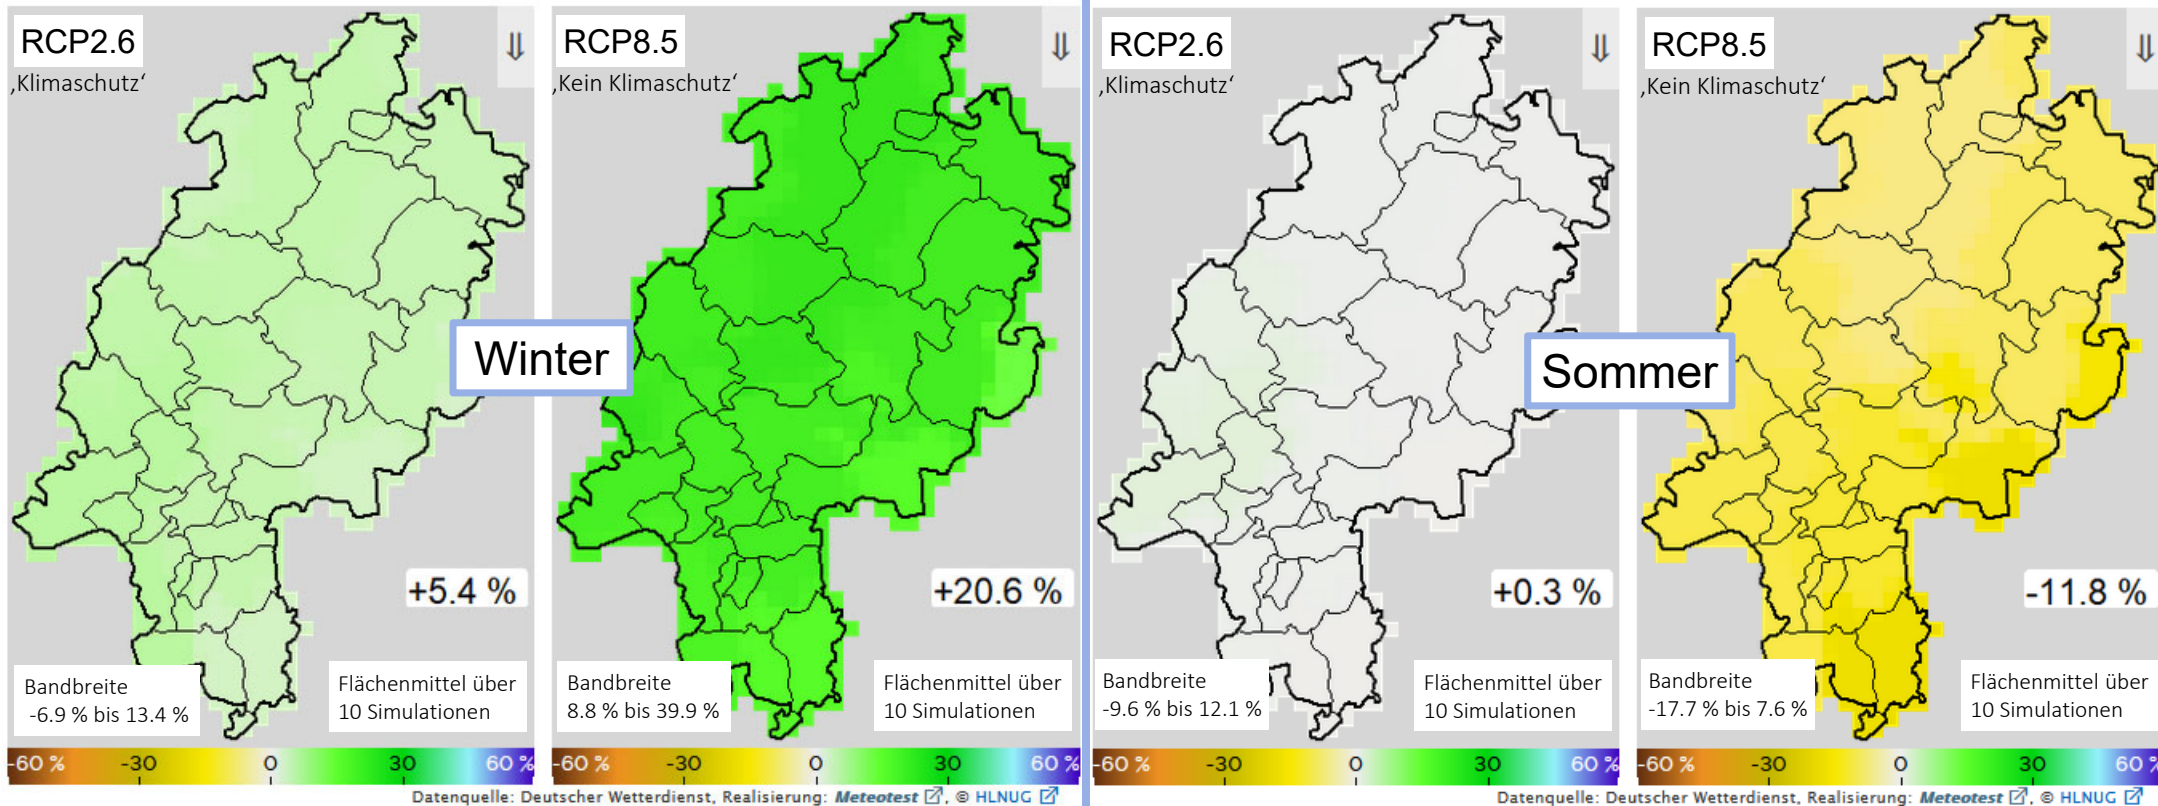 RCP2.6
‚Klimaschutz‘
⇓
+5.4 %
Bandbreite
-6.9 % bis 13.4 %
Flächenmittel über
10 Simulationen
-60 % -30 0 30 60 %
RCP8.5
‚Kein Klimaschutz‘
⇓
+20.6 %
Bandbreite
8.8 % bis 39.9 %
Flächenmittel über
10 Simulationen
-60 % -30 0 30 60 %
Winter
Datenquelle: Deutscher Wetterdienst, Realisierung: Meteotest, © HLNUG
RCP2.6
‚Klimaschutz‘
⇓
+0.3 %
Bandbreite
-9.6 % bis 12.1 %
Flächenmittel über
10 Simulationen
-60 % -30 0 30 60 %
RCP8.5
‚Kein Klimaschutz‘
⇓
-11.8 %
Bandbreite
-17.7 % bis 7.6 %
Flächenmittel über
10 Simulationen
-60 % -30 0 30 60 %
Sommer
Datenquelle: Deutscher Wetterdienst, Realisierung: Meteotest, © HLNUG